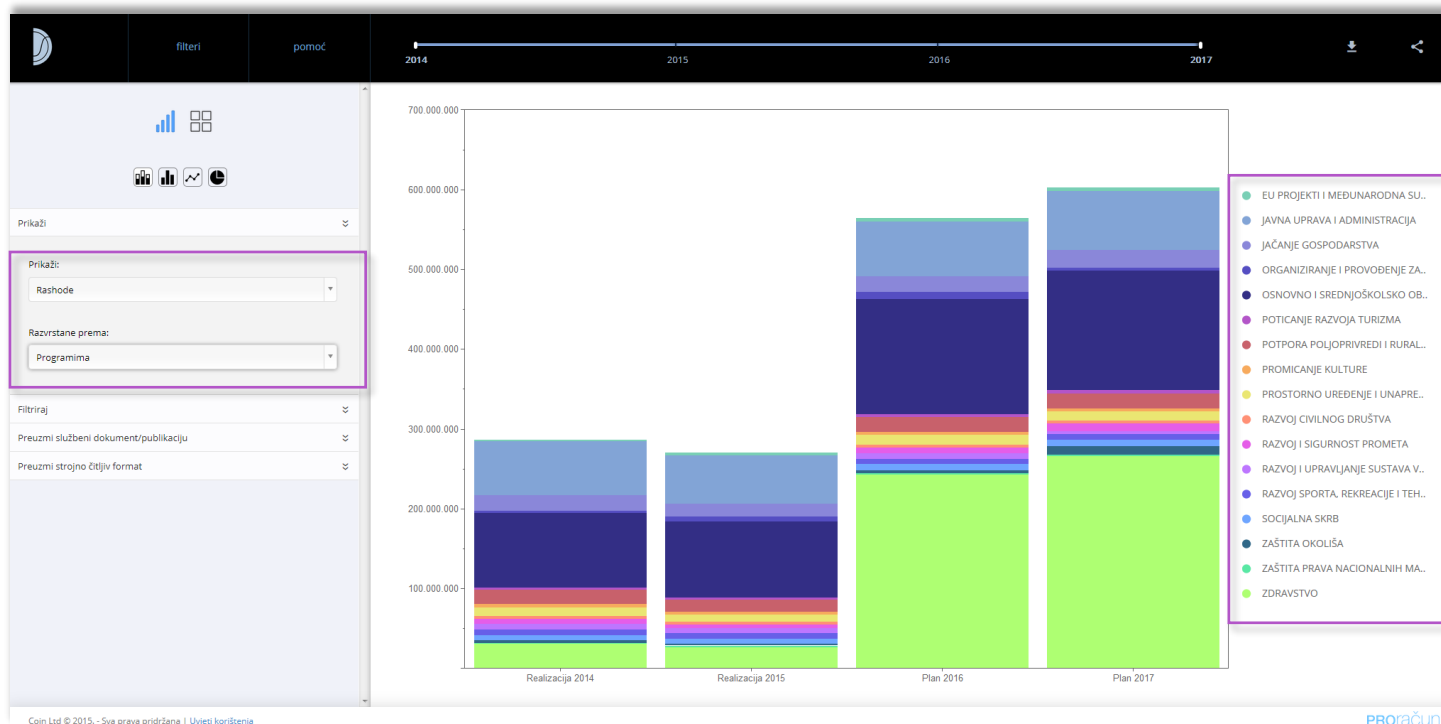 filteri
pomoć
2014
2015
2016
2017
Prikaži
Prikaži:
Rashode
Razvrstane prema:
Programima
Filtriraj
Preuzmi službeni dokument/publikaciju
Preuzmi strojno čitljiv format
700.000.000
600.000.000
500.000.000
400.000.000
300.000.000
200.000.000
100.000.000
Realizacija 2014
Realizacija 2015
Plan 2016
Plan 2017
EU PROJEKTI I MEĐUNARODNA SU..
JAVNA UPRAVA I ADMINISTRACIJA
JAČANJE GOSPODARSTVA
ORGANIZIRANJE I PROVOĐENJE ZA..
OSNOVNO I SREDNJOŠKOLSKO OB..
POTICANJE RAZVOJA TURIZMA
POTPORA POLJOPRIVREDI I RURAL..
PROMICANJE KULTURE
PROSTORNO UREĐENJE I UNAPRE..
RAZVOJ CIVILNOG DRUŠTVA
RAZVOJ I SIGURNOST PROMETA
RAZVOJ I UPRAVLJANJE SUSTAVA V..
RAZVOJ SPORTA, REKREACIJE I TEH..
SOCIJALNA SKRB
ZAŠTITA OKOLIŠA
ZAŠTITA PRAVA NACIONALNIH MA..
ZDRAVSTVO
Coin Ltd © 2015. - Sva prava pridržana | Uvjeti korištenja
PROračun